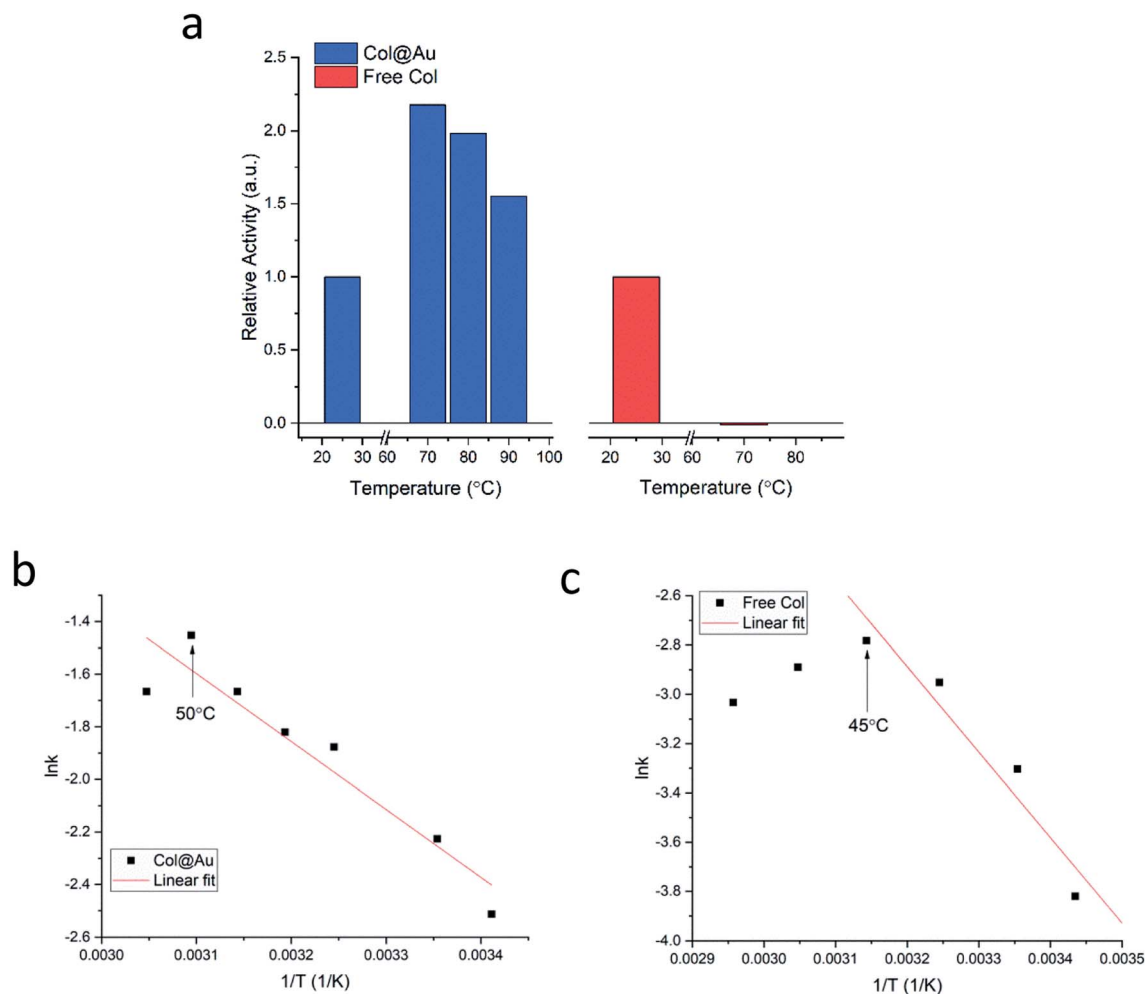 a
Col@Au
Free Col
Relative Activity (a.u.)
2.5
2.0
1.5
1.0
0.5
0.0
20 30 60 70 80 90 100
20 30 60 70 80
Temperature (°C)
Temperature (°C)
b
lnk
-1.4
-1.6
-1.8
-2.0
-2.2
-2.4
-2.6
50°C
Col@Au
Linear fit
0.0030 0.0031 0.0032 0.0033 0.0034
1/T (1/K)
c
lnk
-2.6
-2.8
-3.0
-3.2
-3.4
-3.6
-3.8
-4.0
Free Col
Linear fit
45°C
0.0029 0.0030 0.0031 0.0032 0.0033 0.0034 0.0035
1/T (1/K)